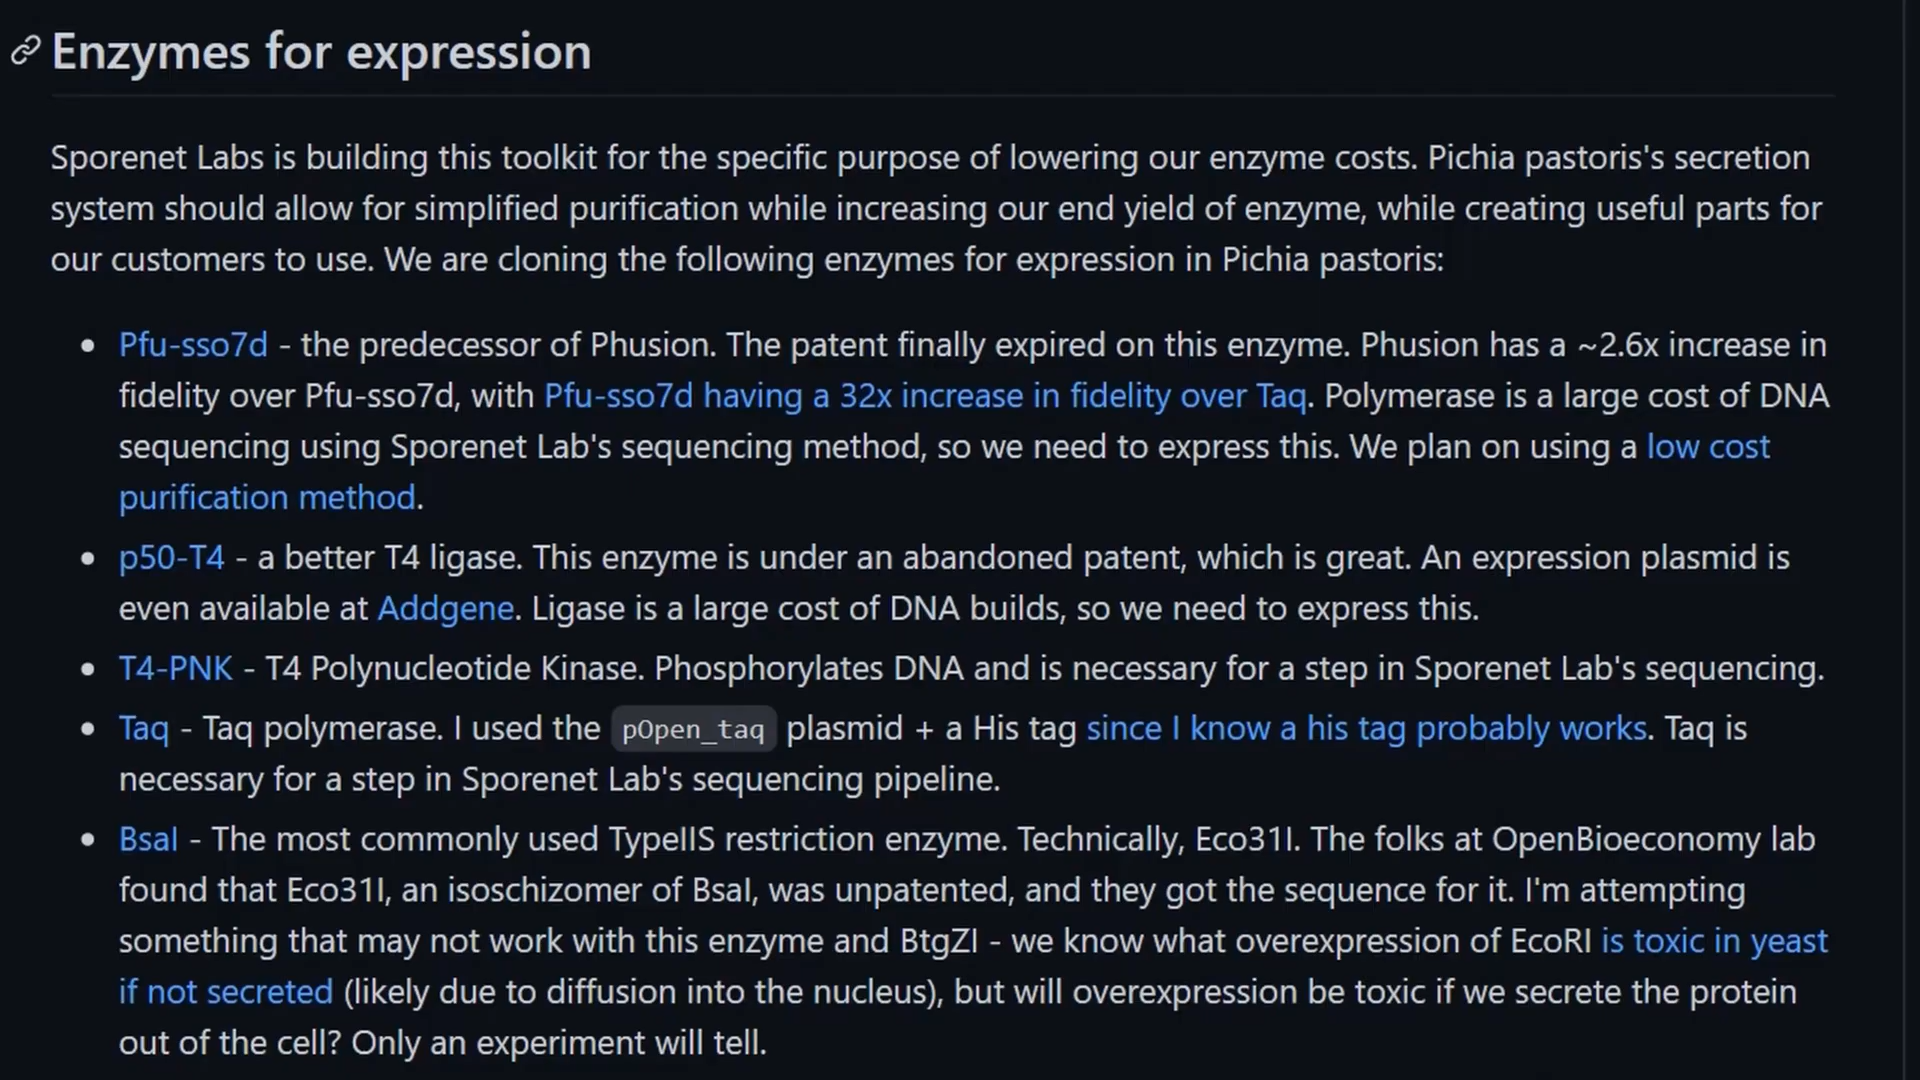 Enzymes for expression
Sporenet Labs is building this toolkit for the specific purpose of lowering our enzyme costs. Pichia pastoris's secretion
system should allow for simplified purification while increasing our end yield of enzyme, while creating useful parts for
our customers to use. We are cloning the following enzymes for expression in Pichia pastoris:
• Pfu-sso7d - the predecessor of Phusion. The patent finally expired on this enzyme. Phusion has a ~2.6x increase in
fidelity over Pfu-sso7d, with Pfu-sso7d having a 32x increase in fidelity over Taq. Polymerase is a large cost of DNA
sequencing using Sporenet Lab's sequencing method, so we need to express this. We plan on using a low cost
purification method.
• p50-T4 - a better T4 ligase. This enzyme is under an abandoned patent, which is great. An expression plasmid is
even available at Addgene. Ligase is a large cost of DNA builds, so we need to express this.
• T4-PNK - T4 Polynucleotide Kinase. Phosphorylates DNA and is necessary for a step in Sporenet Lab's sequencing.
• Taq - Taq polymerase. I used the pOpen_taq plasmid + a His tag since I know a his tag probably works. Taq is
necessary for a step in Sporenet Lab's sequencing pipeline.
• BsaI - The most commonly used TypeIIS restriction enzyme. Technically, Eco31I. The folks at OpenBioeconomy lab
found that Eco31I, an isoschizomer of BsaI, was unpatented, and they got the sequence for it. I'm attempting
something that may not work with this enzyme and BtgZI - we know what overexpression of EcoRI is toxic in yeast
if not secreted (likely due to diffusion into the nucleus), but will overexpression be toxic if we secrete the protein
out of the cell? Only an experiment will tell.